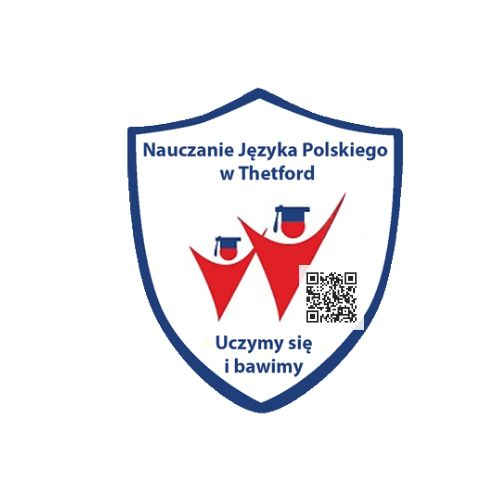 Nauczanie Języka Polskiego
w Thetford
Uczymy się
i bawimy